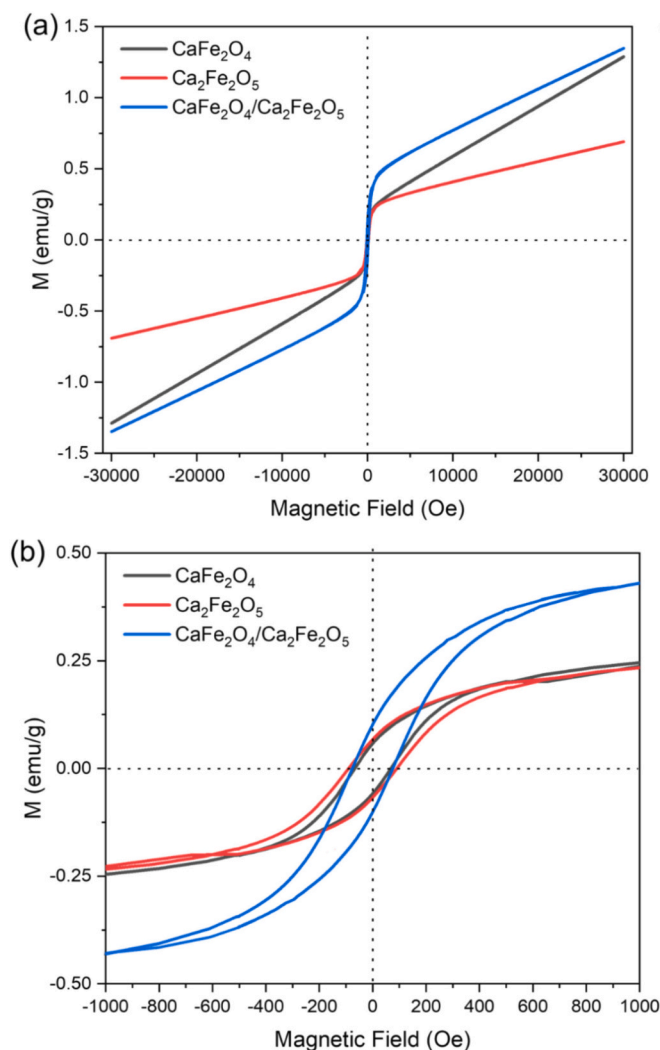 (a)
CaFe₂O₄
Ca₂Fe₂O₅
CaFe₂O₄/Ca₂Fe₂O₅
M (emu/g)
1.5
1.0
0.5
0.0
-0.5
-1.0
-1.5
-30000 -20000 -10000 0 10000 20000 30000
Magnetic Field (Oe)
(b)
CaFe₂O₄
Ca₂Fe₂O₅
CaFe₂O₄/Ca₂Fe₂O₅
M (emu/g)
0.50
0.25
0.00
-0.25
-0.50
-1000 -800 -600 -400 -200 0 200 400 600 800 1000
Magnetic Field (Oe)